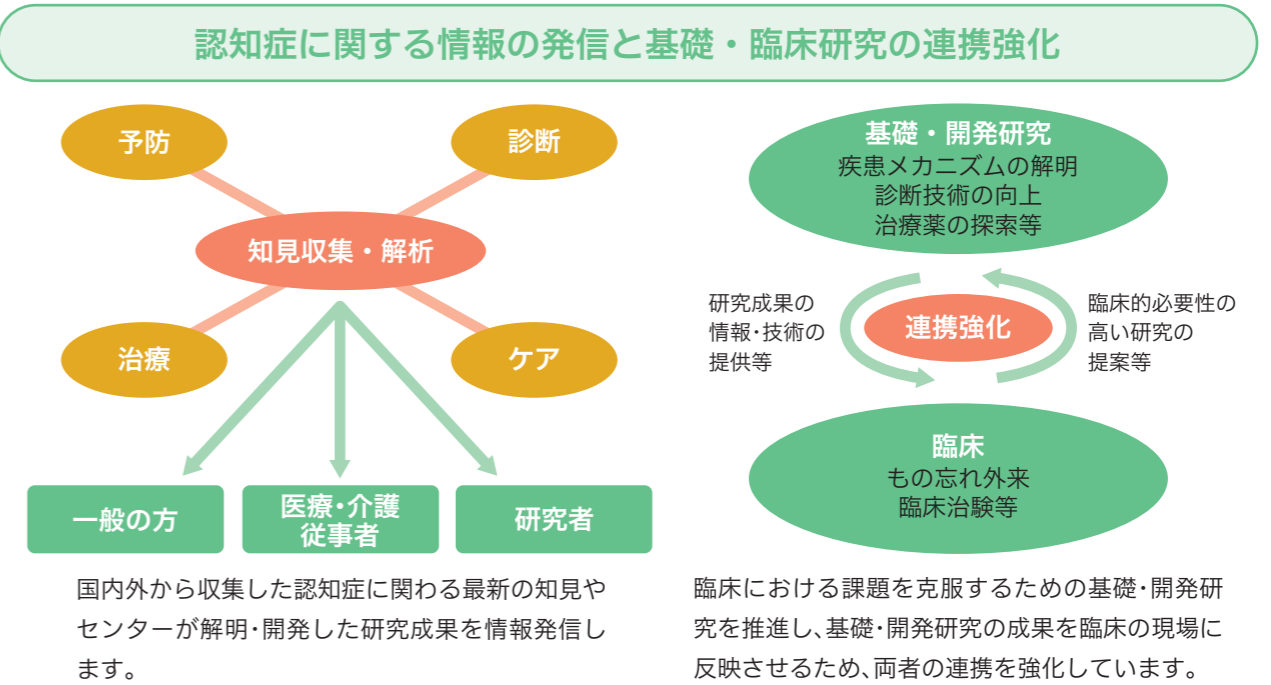 認知症に関する情報の発信と基礎・臨床研究の連携強化
予防
診断
知見収集・解析
治療
ケア
一般の方
医療・介護
従事者
研究者
国内外から収集した認知症に関わる最新の知見や
センターが解明・開発した研究成果を情報発信し
ます。
基礎・開発研究
疾患メカニズムの解明
診断技術の向上
治療薬の探索等
研究成果の
情報・技術の
提供等
連携強化
臨床的必要性の
高い研究の
提案等
臨床
もの忘れ外来
臨床治験等
臨床における課題を克服するための基礎・開発研
究を推進し、基礎・開発研究の成果を臨床の現場に
反映させるため、両者の連携を強化しています。